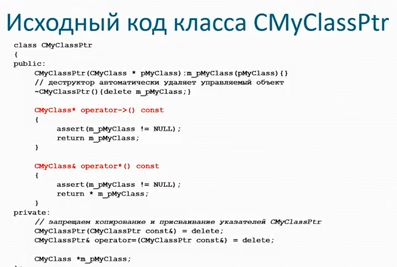 Исходный код класса CMyClassPtr
class CMyClassPtr
{
public:
CMyClassPtr(CMyClass * pMyClass):m_pMyClass(pMyClass){}
// деструктор автоматически удаляет управляемый объект
~CMyClassPtr(){delete m_pMyClass;}
CMyClass* operator->() const
{
assert(m_pMyClass != NULL);
return m_pMyClass;
}
CMyClass& operator*() const
{
assert(m_pMyClass != NULL);
return * m_pMyClass;
}
private:
// запрещаем копирование и присваивание указателей CMyClassPtr
CMyClassPtr(CMyClassPtr const&) = delete;
CMyClassPtr& operator=(CMyClassPtr const&) = delete;
CMyClass *m_pMyClass;